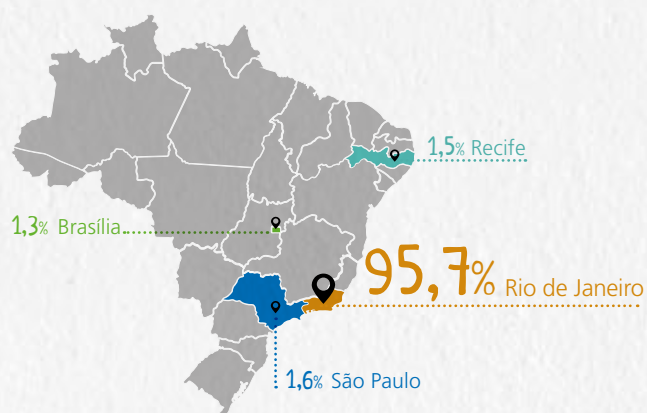 1,5% Recife
1,3% Brasília
95,7% Rio de Janeiro
1,6% São Paulo